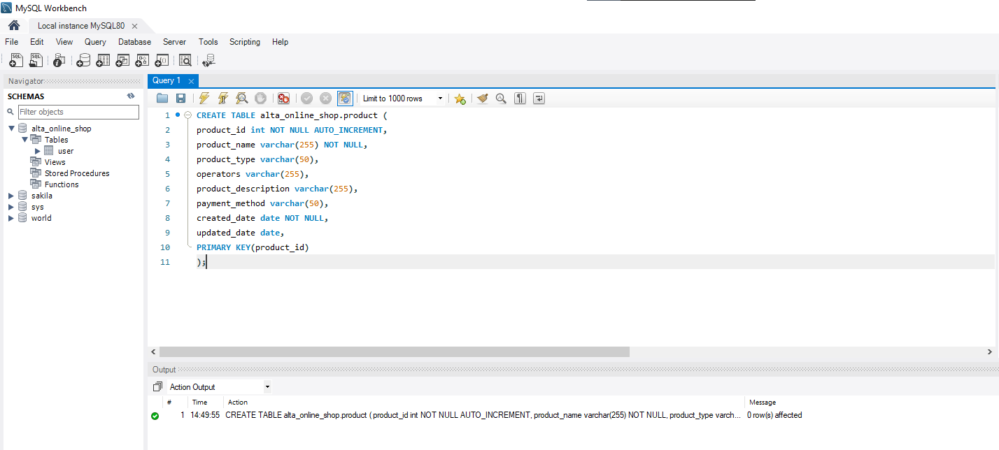 MySQL Workbench
Local instance MySQL80
File Edit View Query Database Server Tools Scripting Help
Navigator
SCHEMAS
Filter objects
alta_online_shop
Tables
user
Views
Stored Procedures
Functions
sakila
sys
world
Query 1
Limit to 1000 rows
1 CREATE TABLE alta_online_shop.product (
2 product_id int NOT NULL AUTO_INCREMENT,
3 product_name varchar(255) NOT NULL,
4 product_type varchar(50),
5 operators varchar(255),
6 product_description varchar(255),
7 payment_method varchar(50),
8 created_date date NOT NULL,
9 updated_date date,
10 PRIMARY KEY(product_id)
11 );
Output
Action Output
# Time Action Message
1 14:49:55 CREATE TABLE alta_online_shop.product ( product_id int NOT NULL AUTO_INCREMENT, product_name varchar(255) NOT NULL, product_type varch... 0 row(s) affected